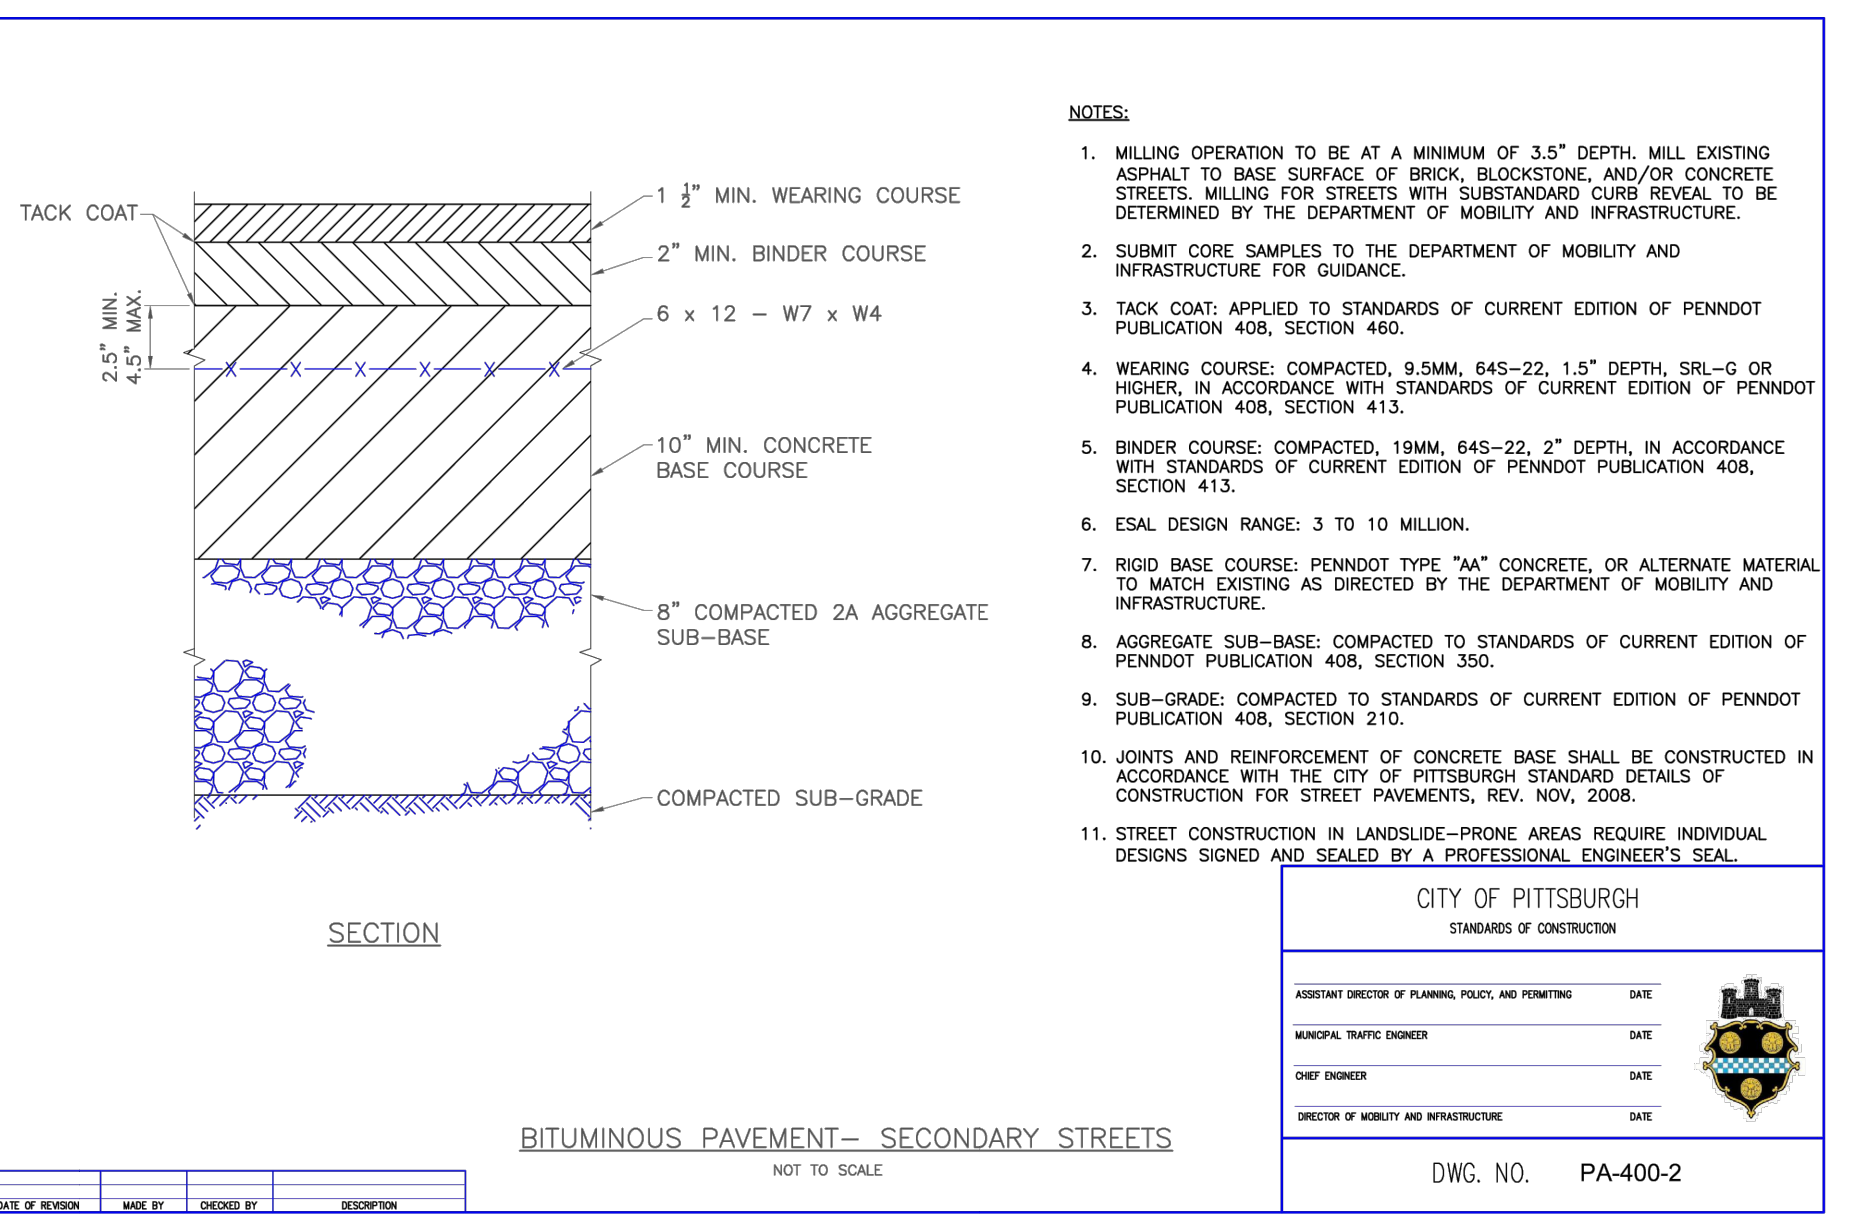 TACK COAT
2.5" MIN.
4.5" MAX.
1 1/2" MIN. WEARING COURSE
2" MIN. BINDER COURSE
6 x 12 – W7 x W4
10" MIN. CONCRETE
BASE COURSE
8" COMPACTED 2A AGGREGATE
SUB–BASE
COMPACTED SUB–GRADE
SECTION
NOTES:
1. MILLING OPERATION TO BE AT A MINIMUM OF 3.5" DEPTH. MILL EXISTING
ASPHALT TO BASE SURFACE OF BRICK, BLOCKSTONE, AND/OR CONCRETE
STREETS. MILLING FOR STREETS WITH SUBSTANDARD CURB REVEAL TO BE
DETERMINED BY THE DEPARTMENT OF MOBILITY AND INFRASTRUCTURE.
2. SUBMIT CORE SAMPLES TO THE DEPARTMENT OF MOBILITY AND
INFRASTRUCTURE FOR GUIDANCE.
3. TACK COAT: APPLIED TO STANDARDS OF CURRENT EDITION OF PENNDOT
PUBLICATION 408, SECTION 460.
4. WEARING COURSE: COMPACTED, 9.5MM, 64S–22, 1.5" DEPTH, SRL–G OR
HIGHER, IN ACCORDANCE WITH STANDARDS OF CURRENT EDITION OF PENNDOT
PUBLICATION 408, SECTION 413.
5. BINDER COURSE: COMPACTED, 19MM, 64S–22, 2" DEPTH, IN ACCORDANCE
WITH STANDARDS OF CURRENT EDITION OF PENNDOT PUBLICATION 408,
SECTION 413.
6. ESAL DESIGN RANGE: 3 TO 10 MILLION.
7. RIGID BASE COURSE: PENNDOT TYPE "AA" CONCRETE, OR ALTERNATE MATERIAL
TO MATCH EXISTING AS DIRECTED BY THE DEPARTMENT OF MOBILITY AND
INFRASTRUCTURE.
8. AGGREGATE SUB–BASE: COMPACTED TO STANDARDS OF CURRENT EDITION OF
PENNDOT PUBLICATION 408, SECTION 350.
9. SUB–GRADE: COMPACTED TO STANDARDS OF CURRENT EDITION OF PENNDOT
PUBLICATION 408, SECTION 210.
10. JOINTS AND REINFORCEMENT OF CONCRETE BASE SHALL BE CONSTRUCTED IN
ACCORDANCE WITH THE CITY OF PITTSBURGH STANDARD DETAILS OF
CONSTRUCTION FOR STREET PAVEMENTS, REV. NOV, 2008.
11. STREET CONSTRUCTION IN LANDSLIDE–PRONE AREAS REQUIRE INDIVIDUAL
DESIGNS SIGNED AND SEALED BY A PROFESSIONAL ENGINEER'S SEAL.
CITY OF PITTSBURGH
STANDARDS OF CONSTRUCTION
ASSISTANT DIRECTOR OF PLANNING, POLICY, AND PERMITTING DATE
MUNICIPAL TRAFFIC ENGINEER DATE
CHIEF ENGINEER DATE
DIRECTOR OF MOBILITY AND INFRASTRUCTURE DATE
DWG. NO. PA-400-2
BITUMINOUS PAVEMENT– SECONDARY STREETS
NOT TO SCALE
DATE OF REVISION MADE BY CHECKED BY DESCRIPTION